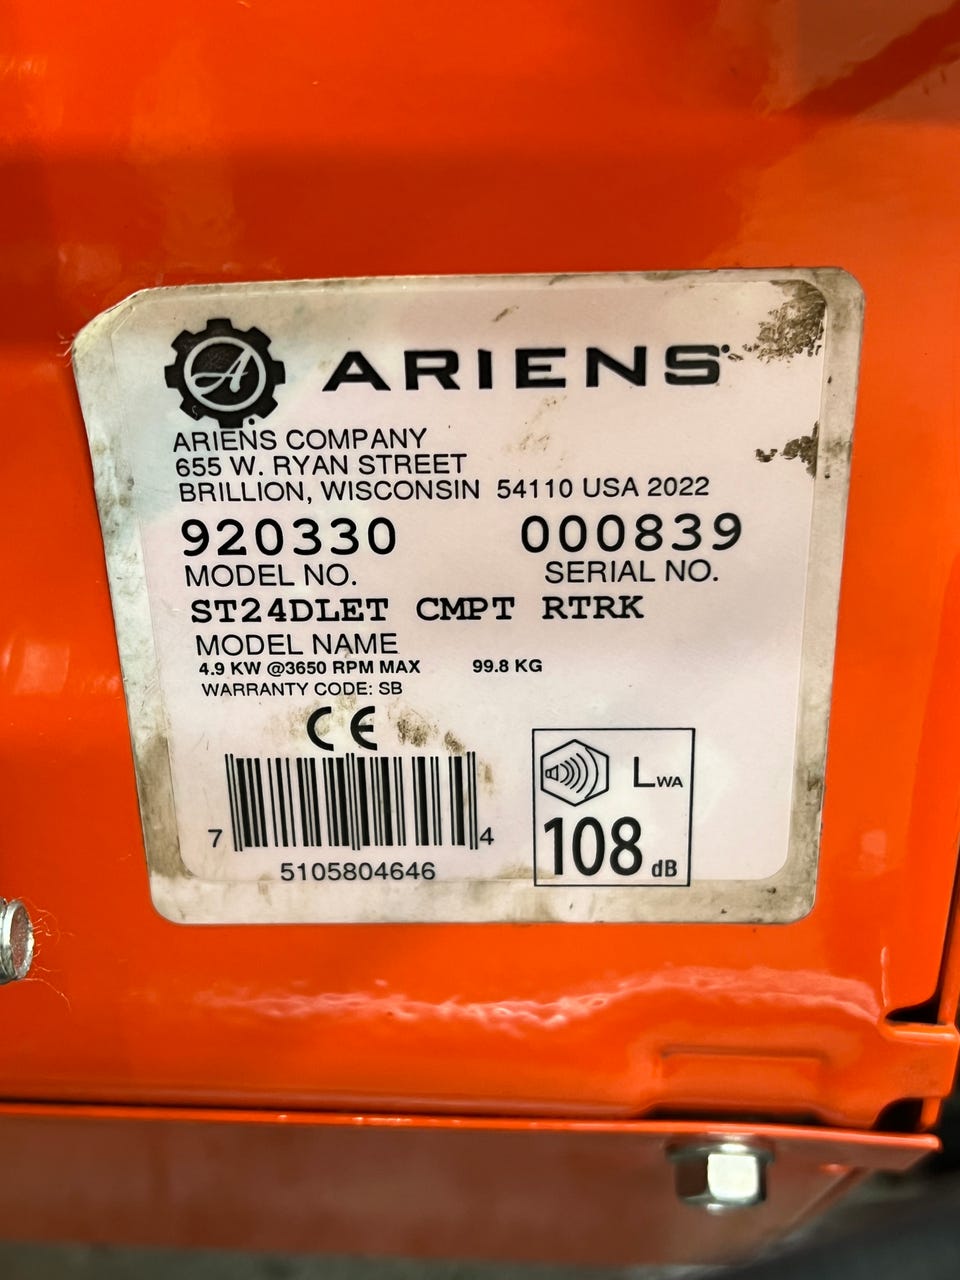 A ARIENS
ARIENS COMPANY
655 W. RYAN STREET
BRILLION, WISCONSIN 54110 USA 2022
920330 000839
MODEL NO. SERIAL NO.
ST24DLET CMPT RTRK
MODEL NAME
4.9 KW @3650 RPM MAX 99.8 KG
WARRANTY CODE: SB
CE
LWA
7 4
108 dB
5105804646